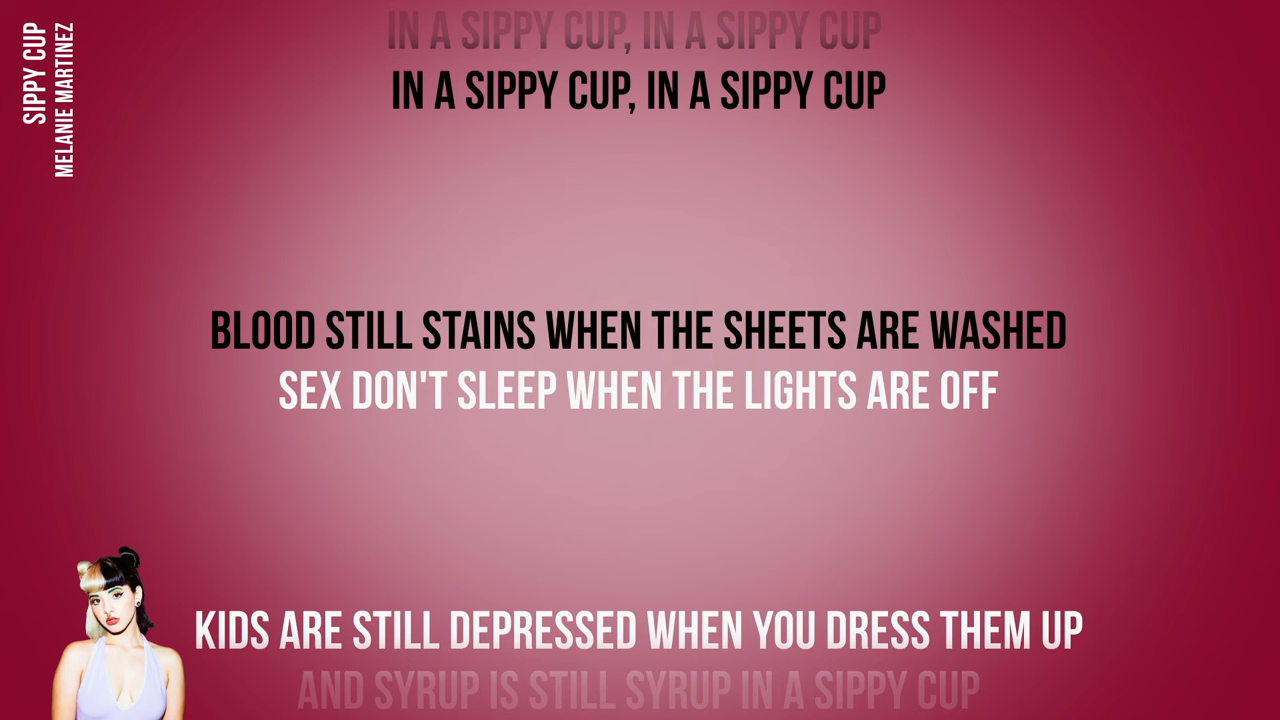 SIPPY CUP
MELANIE MARTINEZ
IN A SIPPY CUP, IN A SIPPY CUP
IN A SIPPY CUP, IN A SIPPY CUP
BLOOD STILL STAINS WHEN THE SHEETS ARE WASHED
SEX DON'T SLEEP WHEN THE LIGHTS ARE OFF
KIDS ARE STILL DEPRESSED WHEN YOU DRESS THEM UP
AND SYRUP IS STILL SYRUP IN A SIPPY CUP